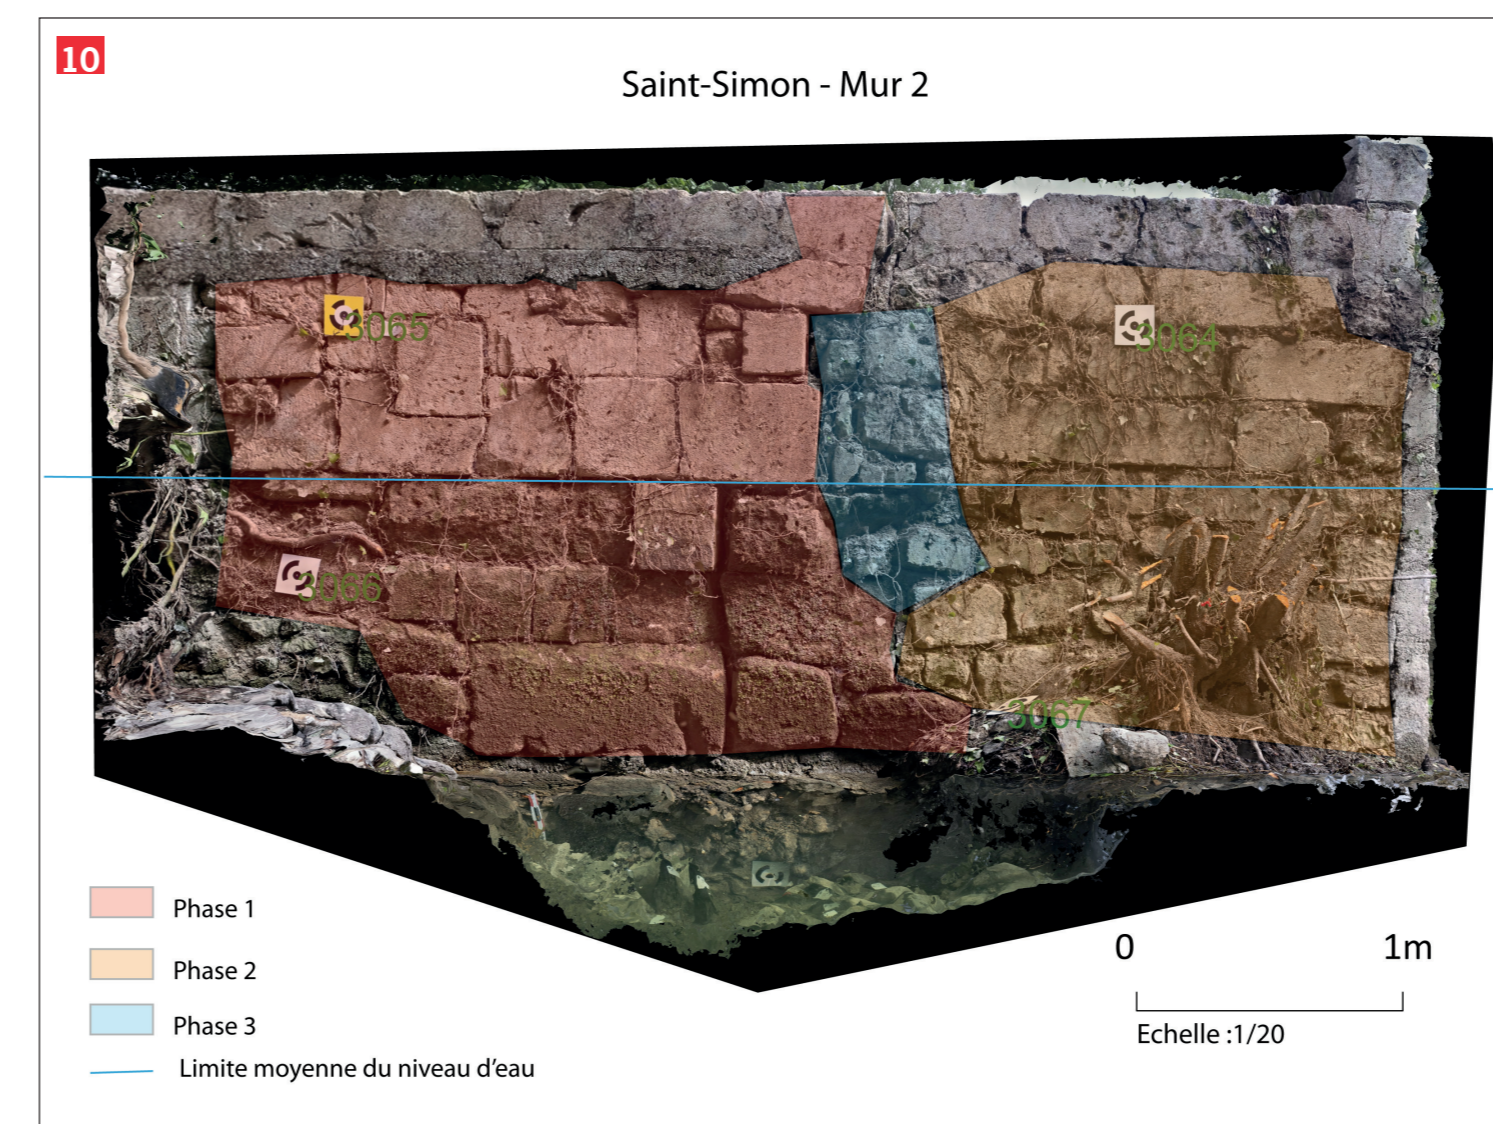 10
Saint-Simon - Mur 2
3065
3064
3066
3067
Phase 1
Phase 2
Phase 3
Limite moyenne du niveau d'eau
0 1m
Echelle :1/20